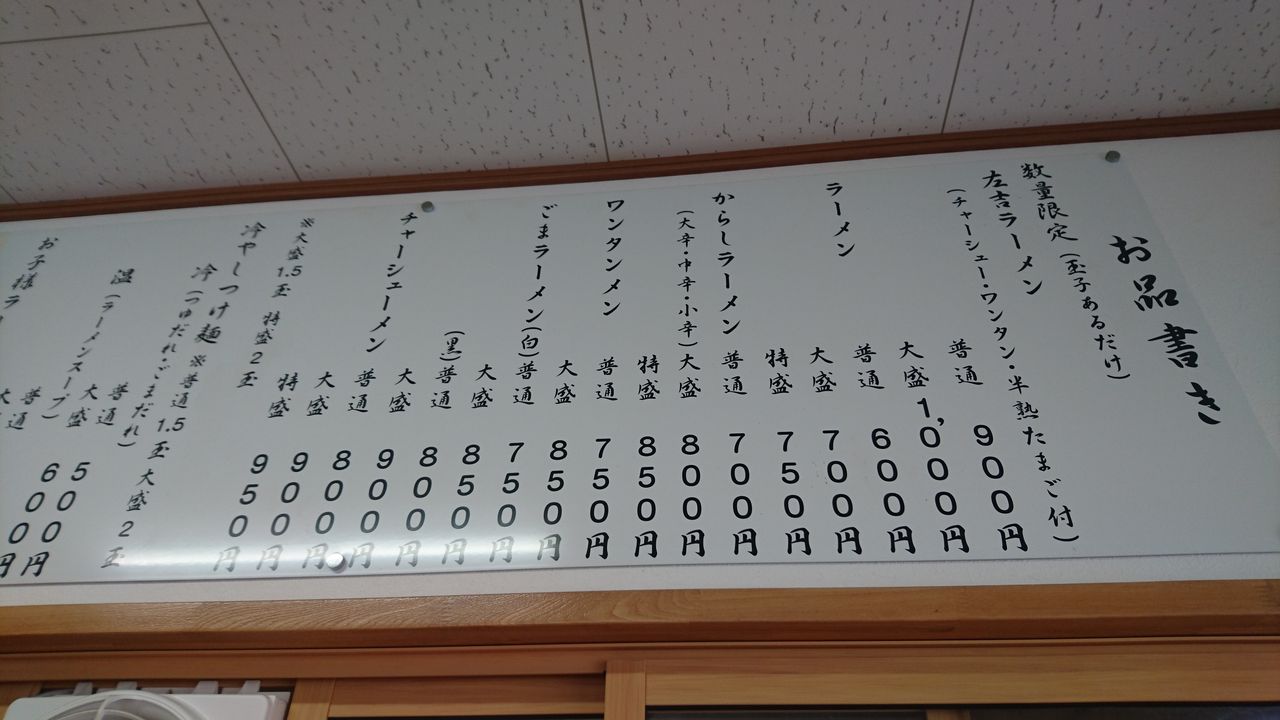 お品書き
数量限定(玉子あるだけ)
左吉ラーメン
(チャーシュー・ワンタン・半熟たまご付)
普通 900円
大盛 1,000円
ラーメン 普通 600円
大盛 700円
特盛 750円
からしラーメン 普通 700円
(大辛・中辛・小辛) 大盛 800円
特盛 850円
ワンタンメン 普通 750円
大盛 850円
ごまラーメン(白) 普通 750円
大盛 850円
(黒) 普通 800円
大盛 900円
チャーシューメン 普通 800円
大盛 900円
特盛 950円
※大盛1.5玉 特盛2玉
冷やしつけ麺 ※普通1.5玉 大盛2玉
冷(つゆだれ・ごまだれ)
温(ラーメンスープ)
普通 500円
大盛 600円
お子様ラ
普通